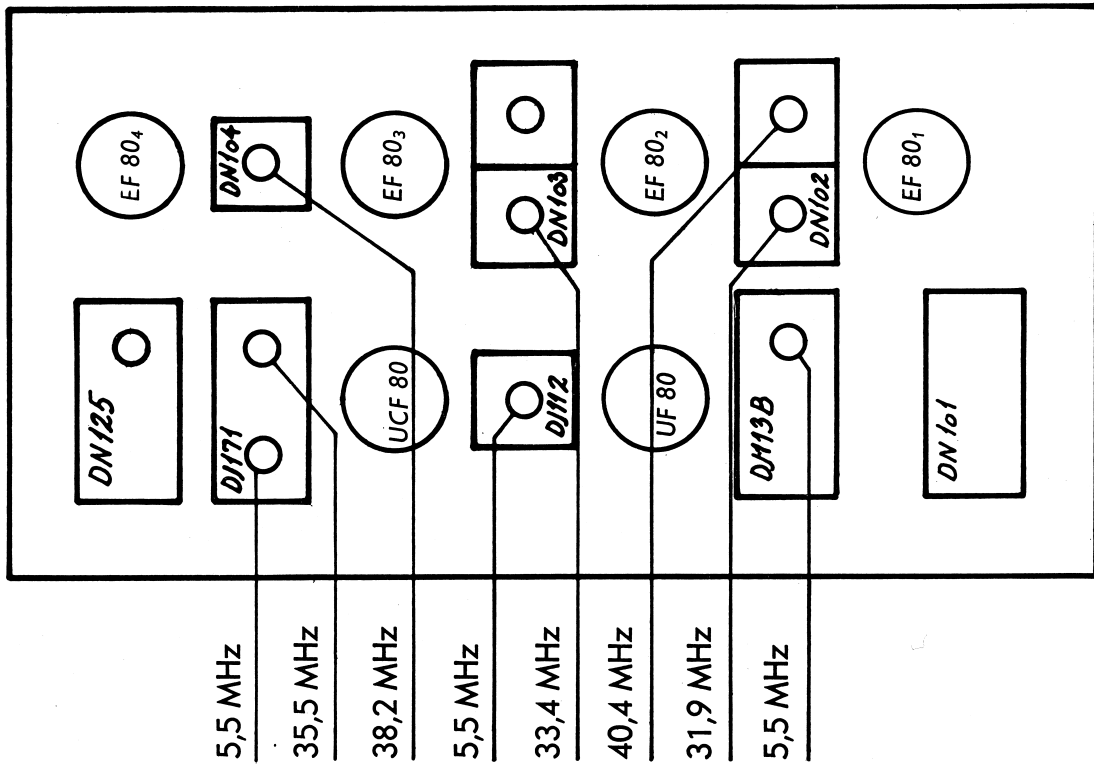 EF 80₄
DN104
EF 80₃
DN103
EF 80₂
DN102
EF 80₁
DN125
DJ171
UCF 80
DJ112
UF 80
DJ113B
DN101
5,5 MHz
35,5 MHz
38,2 MHz
5,5 MHz
33,4 MHz
40,4 MHz
31,9 MHz
5,5 MHz